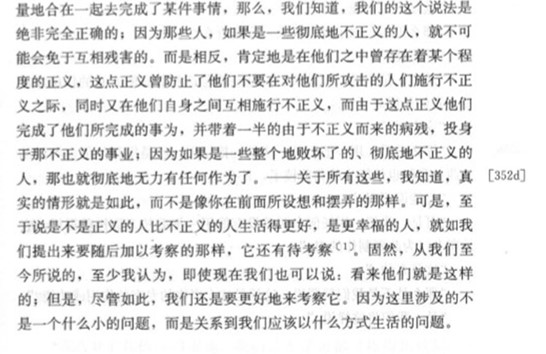 量地合在一起去完成了某件事情，那么，我们知道，我们的这个说法是
绝非完全正确的；因为那些人，如果是一些彻底地不正义的人，就不可
能会免于互相残害的。而是相反，肯定地是在他们之中曾存在着某个程
度的正义，这点正义曾防止了他们不要在对他们所攻击的人们施行不正
义之际，同时又在他们自身之间互相施行不正义，而由于这点正义他们
完成了他们所完成的事为，并带着一半的由于不正义而来的病残，投身
于那不正义的事业；因为如果是一些整个地败坏了的、彻底地不正义的
人，那也就彻底地无力有任何作为了。——关于所有这些，我知道，真 [352d]
实的情形就是如此，而不是像你在前面所设想和摆弄的那样。可是，至
于说是不是正义的人比不正义的人生活得更好，是更幸福的人，就如我
们提出来要随后加以考察的那样，它还有待考察〔1〕。固然，从我们至
今所说的，至少我认为，即使现在我们也可以说：看来他们就是这样
的；但是，尽管如此，我们还是要更好地来考察它。因为这里涉及的不
是一个什么小的问题，而是关系到我们应该以什么方式生活的问题。